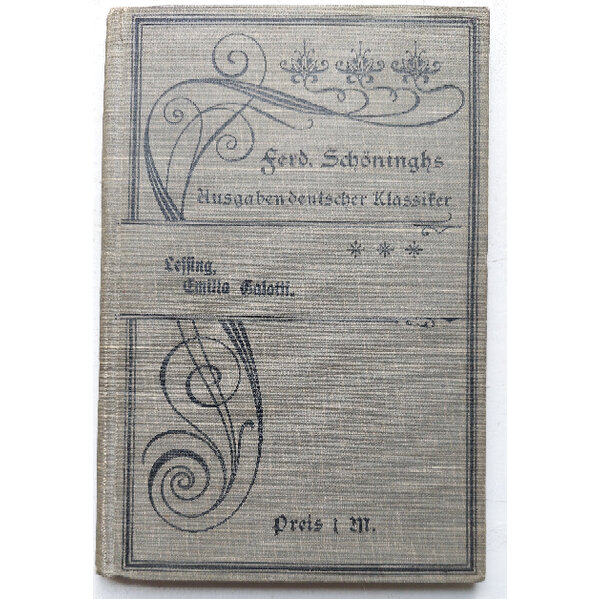 Ferd. Schöninghs
Ausgaben deutscher Klassiker
* * *
Lessing,
Emilia Galotti.
Preis 1 M.